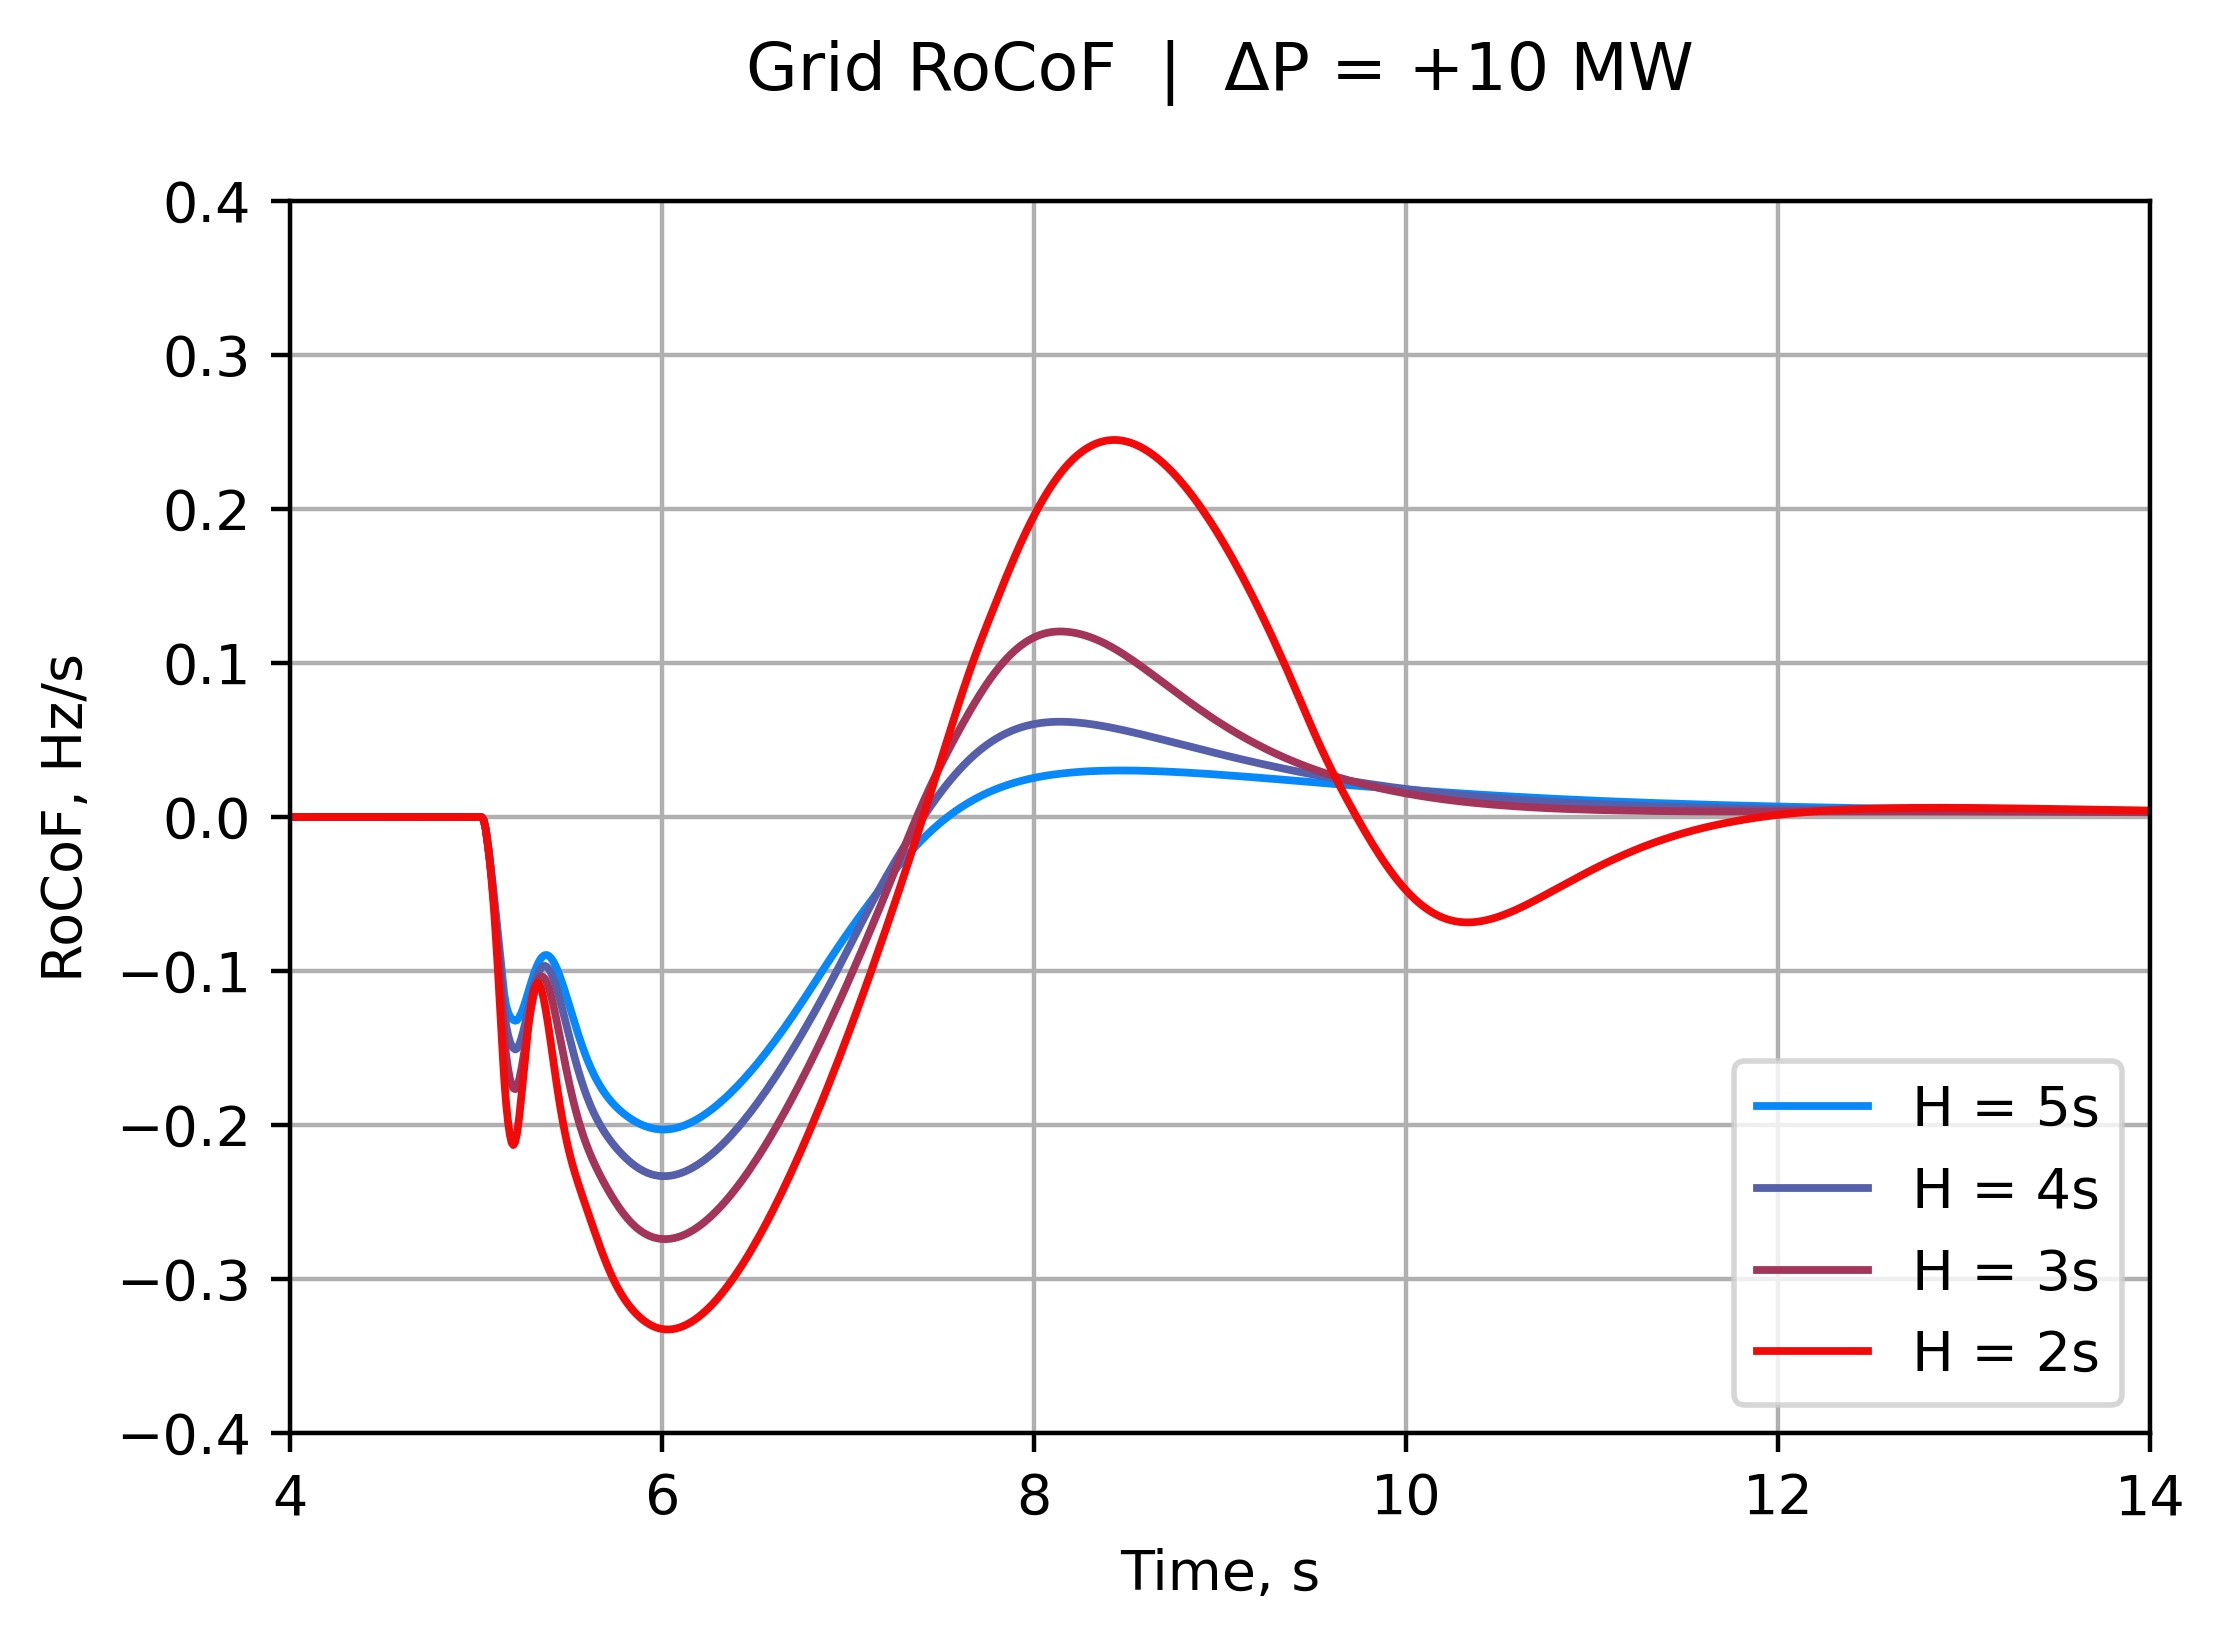 Grid RoCoF | ΔP = +10 MW
0.4
0.3
0.2
0.1
0.0
−0.1
−0.2
−0.3
−0.4
RoCoF, Hz/s
H = 5s
H = 4s
H = 3s
H = 2s
4 6 8 10 12 14
Time, s